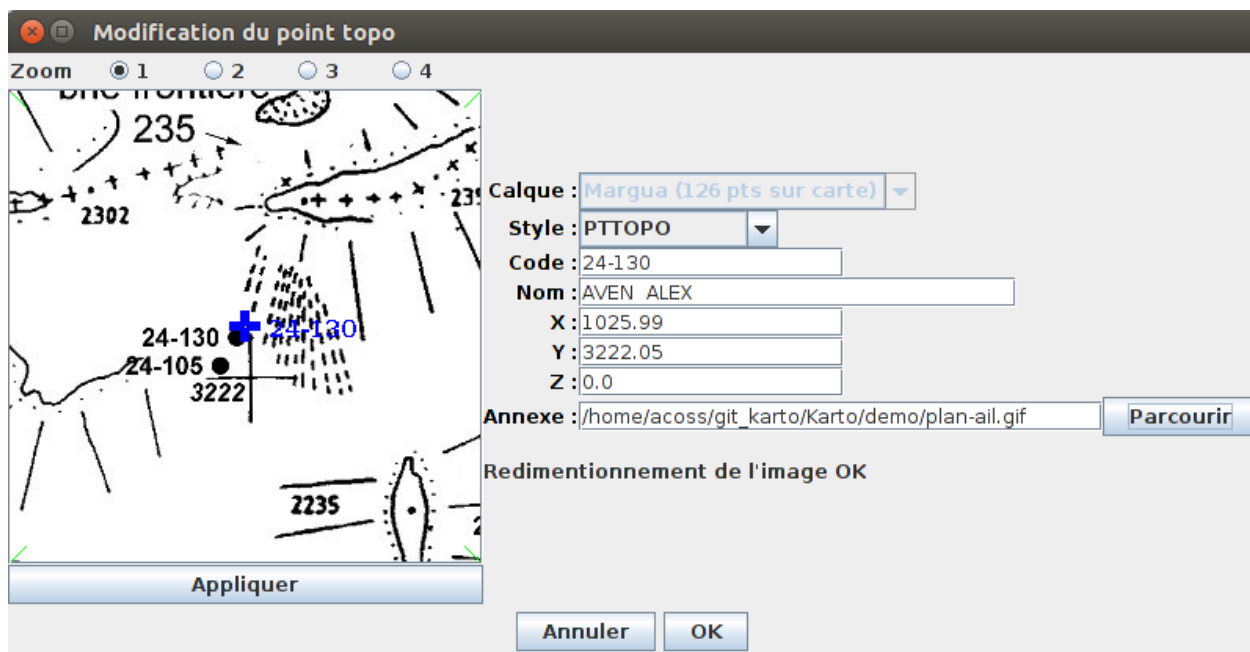 Modification du point topo
Zoom 1 2 3 4
frontière
235
2302
24-130
24-130
24-105
3222
2235
Appliquer
Calque : Margua (126 pts sur carte)
Style : PTTOPO
Code : 24-130
Nom : AVEN ALEX
X : 1025.99
Y : 3222.05
Z : 0.0
Annexe : /home/acoss/git_karto/Karto/demo/plan-ail.gif Parcourir
Redimentionnement de l'image OK
Annuler OK